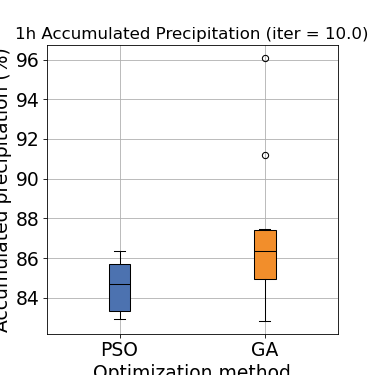 1h Accumulated Precipitation (iter = 10.0)
Accumulated precipitation (%)
96
94
92
90
88
86
84
PSO
GA
Optimization method